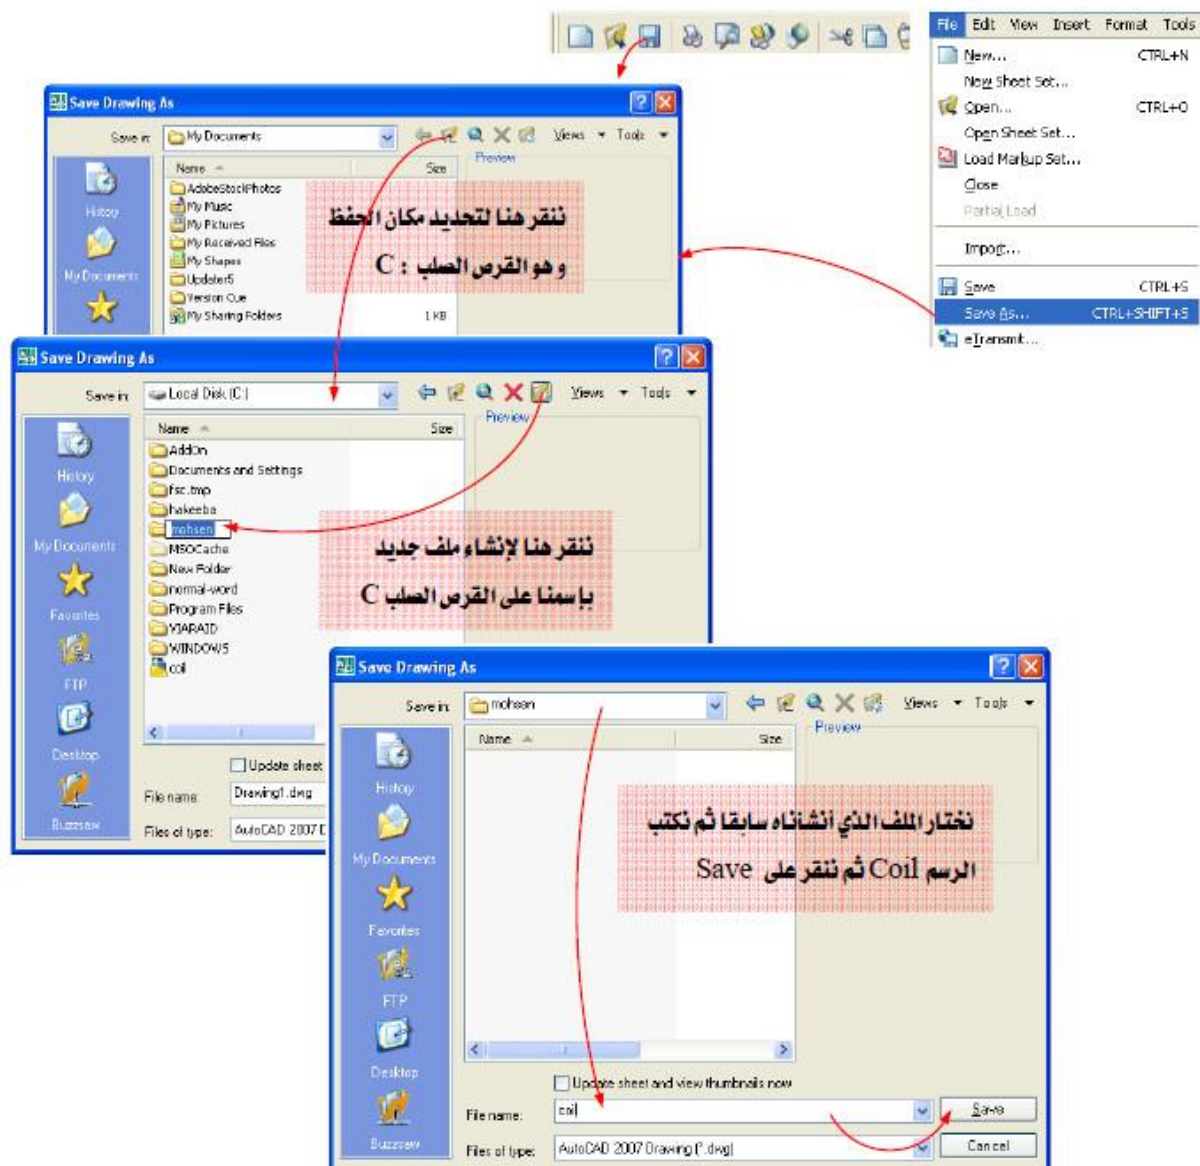 File Edit View Insert Format Tools
New... CTRL+N
New Sheet Set...
Open... CTRL+O
Open Sheet Set...
Load Markup Set...
Close
Partial Load
Import...
Save CTRL+S
Save As... CTRL+SHIFT+S
eTransmit...
Save Drawing As
Save in: My Documents Views Tools
Name Size Preview
History
My Documents
AdobeStockPhotos
My Music
My Pictures
My Received Files
My Shapes
Updater5
Version Cue
My Sharing Folders 1 KB
ننقر هنا لتحديد مكان الحفظ
و هو القرص الصلب : C
Save Drawing As
Save in: Local Disk (C:) Views Tools
Name Size Preview
History
My Documents
Favorites
FTP
Desktop
Buzzsaw
AddOn
Documents and Settings
fsc.tmp
hakeeba
mohsen
MSOCache
New Folder
normal-word
Program Files
VIARAID
WINDOWS
coil
ننقر هنا لإنشاء ملف جديد
بإسمنا على القرص الصلب C
Update sheet
File name: Drawing1.dwg
Files of type: AutoCAD 2007 D
Save Drawing As
Save in: mohsen Views Tools
Name Size Preview
History
My Documents
Favorites
FTP
Desktop
Buzzsaw
نختار الملف الذي أنشأناه سابقا ثم نكتب
الرسم Coil ثم ننقر على Save
Update sheet and view thumbnails now
File name: coil Save
Files of type: AutoCAD 2007 Drawing (*.dwg) Cancel